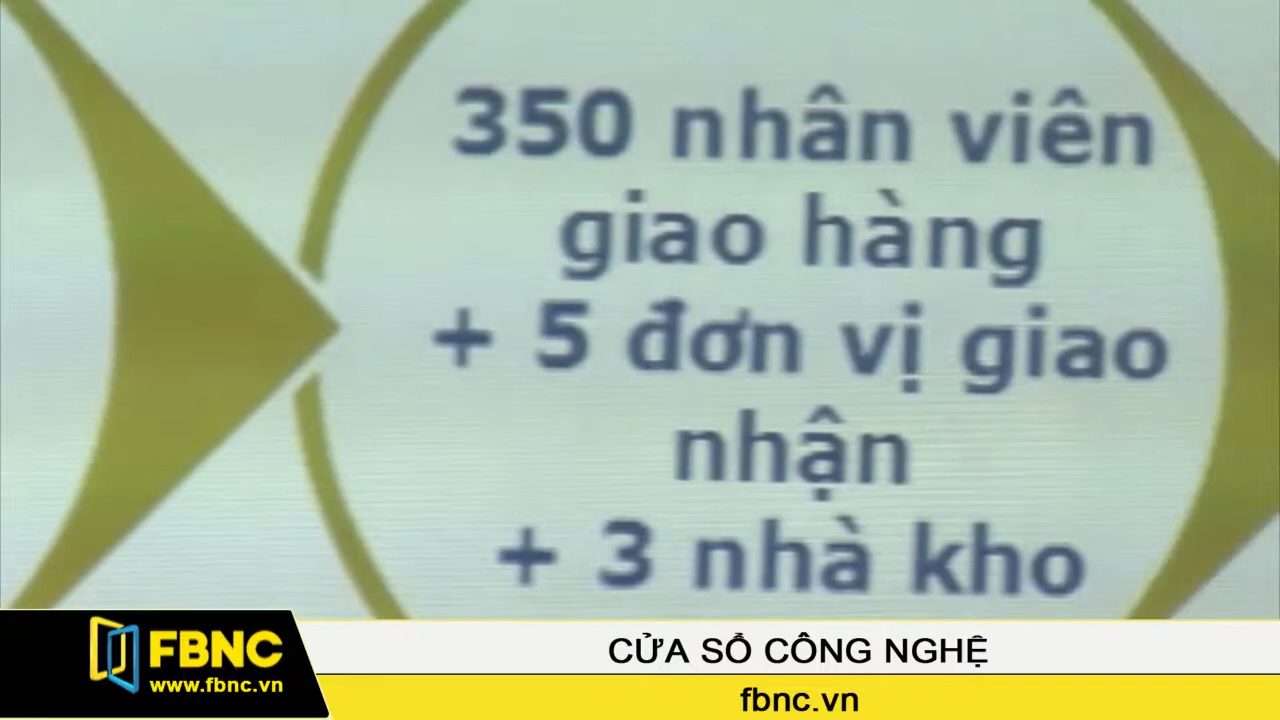 350 nhân viên
giao hàng
+ 5 đơn vị giao
nhận
+ 3 nhà kho
FBNC
www.fbnc.vn
CỬA SỔ CÔNG NGHỆ
fbnc.vn